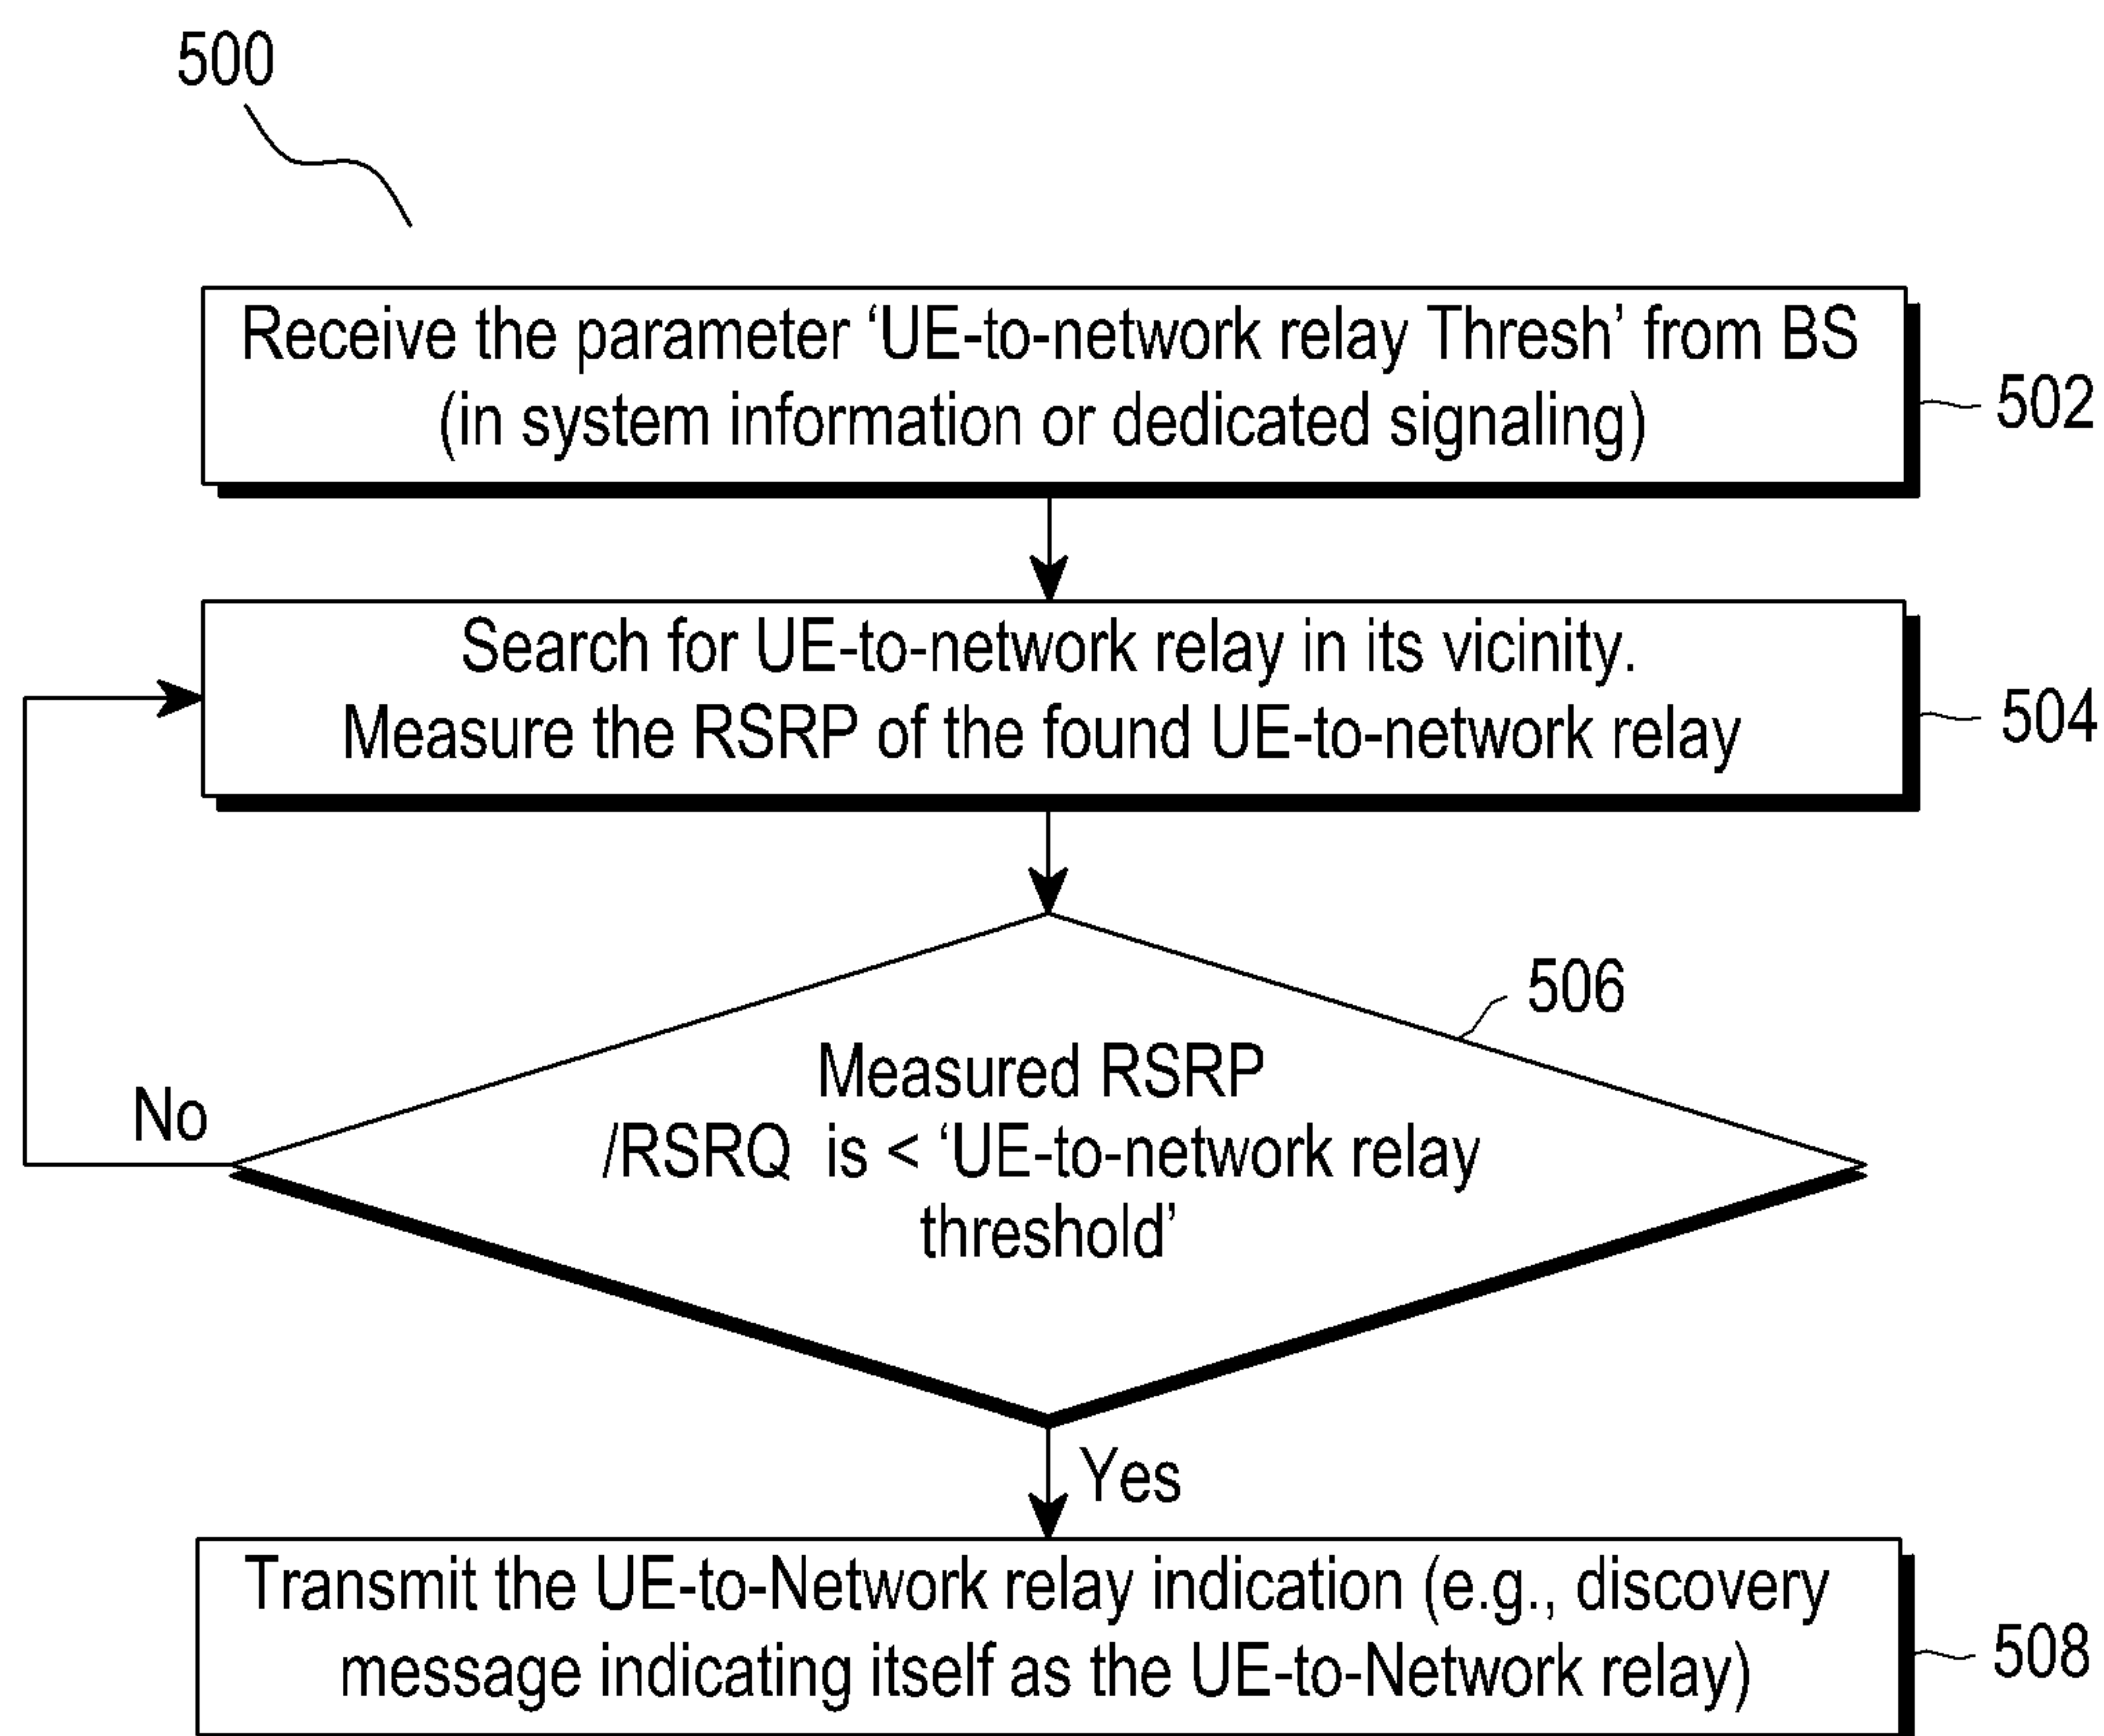 500
Receive the parameter ‘UE-to-network relay Thresh’ from BS
(in system information or dedicated signaling)
502
Search for UE-to-network relay in its vicinity.
Measure the RSRP of the found UE-to-network relay
504
506
Measured RSRP
/RSRQ is < ‘UE-to-network relay
threshold’
No
Yes
Transmit the UE-to-Network relay indication (e.g., discovery
message indicating itself as the UE-to-Network relay)
508